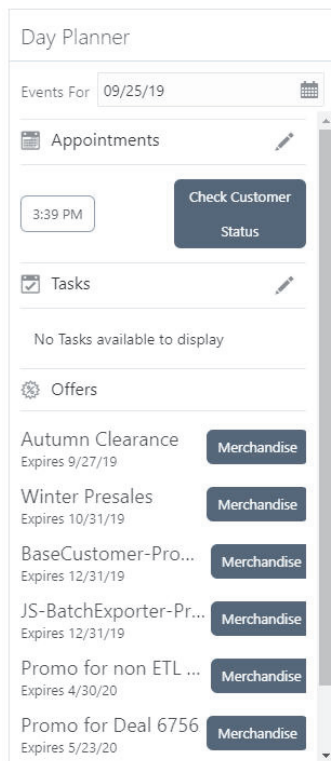 Day Planner
Events For 09/25/19
Appointments
3:39 PM
Check Customer
Status
Tasks
No Tasks available to display
Offers
Autumn Clearance
Expires 9/27/19
Merchandise
Winter Presales
Expires 10/31/19
Merchandise
BaseCustomer-Pro...
Expires 12/31/19
Merchandise
JS-BatchExporter-Pr...
Expires 12/31/19
Merchandise
Promo for non ETL ...
Expires 4/30/20
Merchandise
Promo for Deal 6756
Expires 5/23/20
Merchandise